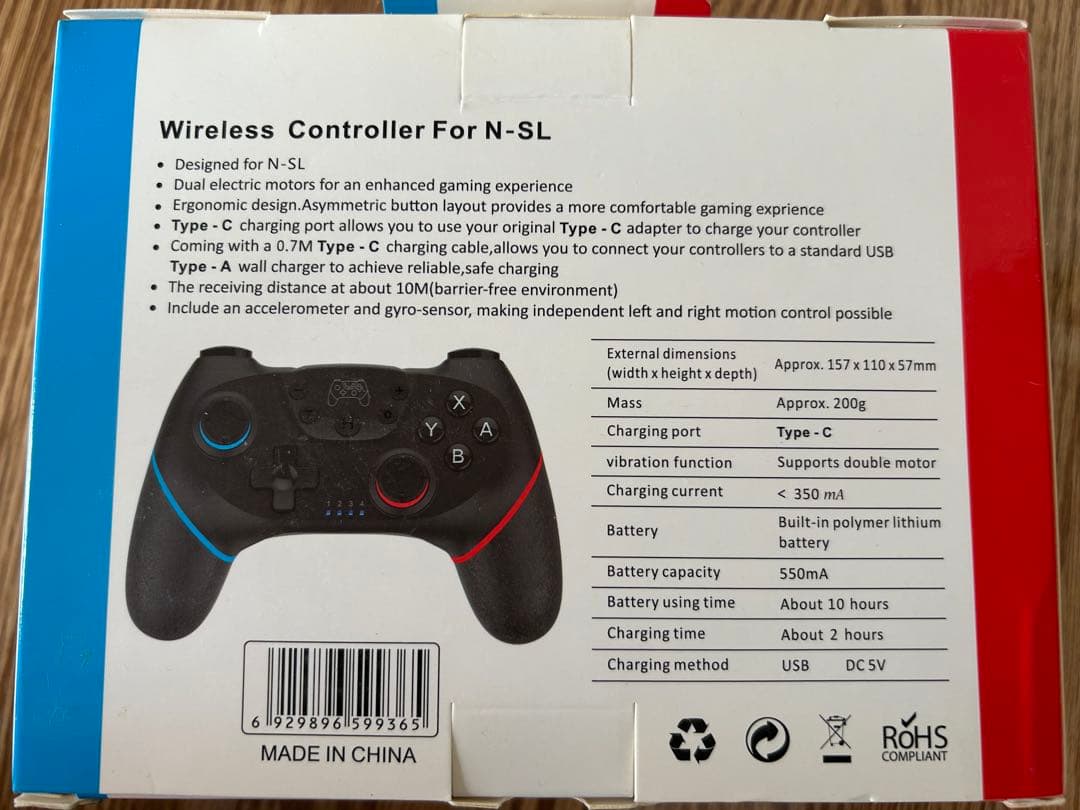 Wireless Controller For N-SL
• Designed for N-SL
• Dual electric motors for an enhanced gaming experience
• Ergonomic design.Asymmetric button layout provides a more comfortable gaming exprience
• Type - C charging port allows you to use your original Type - C adapter to charge your controller
• Coming with a 0.7M Type - C charging cable,allows you to connect your controllers to a standard USB
Type - A wall charger to achieve reliable,safe charging
• The receiving distance at about 10M(barrier-free environment)
• Include an accelerometer and gyro-sensor, making independent left and right motion control possible
External dimensions
(width x height x depth) Approx. 157 x 110 x 57mm
Mass Approx. 200g
Charging port Type - C
vibration function Supports double motor
Charging current < 350 mA
Battery Built-in polymer lithium
battery
Battery capacity 550mA
Battery using time About 10 hours
Charging time About 2 hours
Charging method USB DC 5V
X
Y A
B
1 2 3 4
6 929896 599365
MADE IN CHINA
RoHS
COMPLIANT